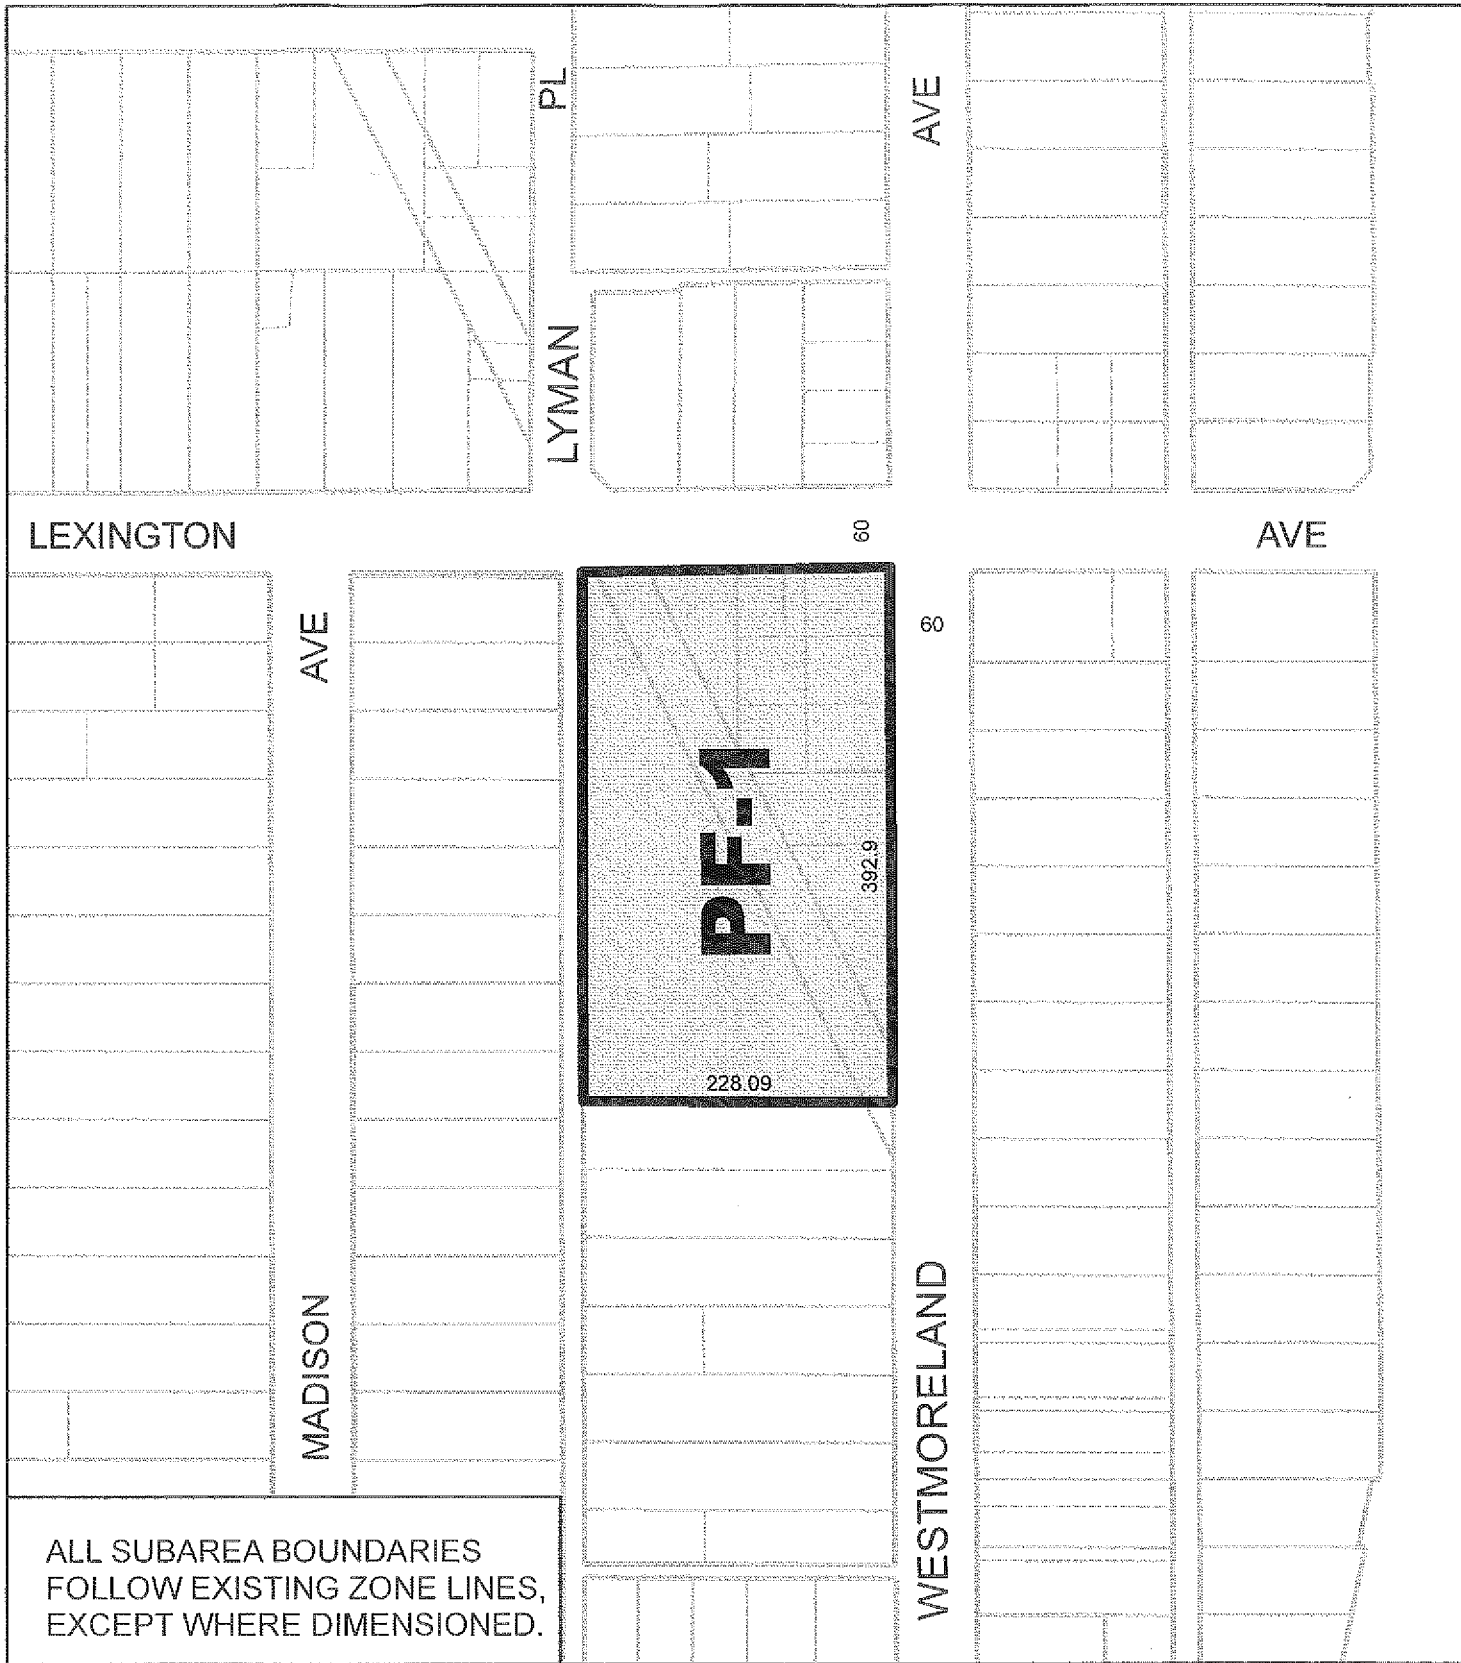 PL
AVE
LYMAN
LEXINGTON
60
AVE
AVE
60
PF-1
392.9
228.09
MADISON
WESTMORELAND
ALL SUBAREA BOUNDARIES
FOLLOW EXISTING ZONE LINES,
EXCEPT WHERE DIMENSIONED.